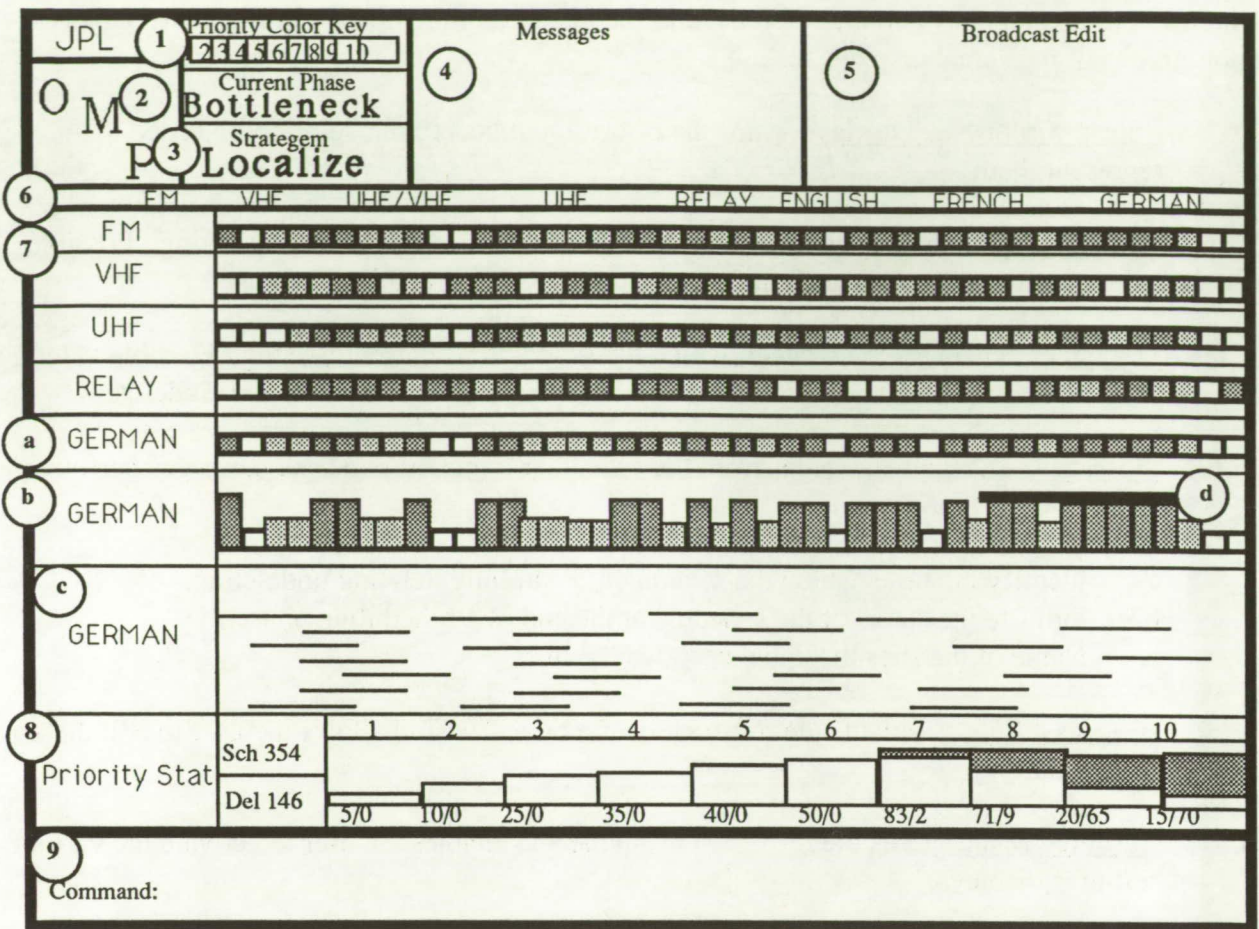 JPL
1
Priority Color Key
2 3 4 5 6 7 8 9 10
O
M
P
2
Current Phase
Bottleneck
3
Strategem
Localize
4
Messages
5
Broadcast Edit
6
FM VHF UHF/VHF UHF RELAY ENGLISH FRENCH GERMAN
7
FM
VHF
UHF
RELAY
a
GERMAN
b
GERMAN
d
c
GERMAN
8
Priority Stat
Sch 354
Del 146
1 2 3 4 5 6 7 8 9 10
5/0 10/0 25/0 35/0 40/0 50/0 83/2 71/9 20/65 15/70
9
Command: